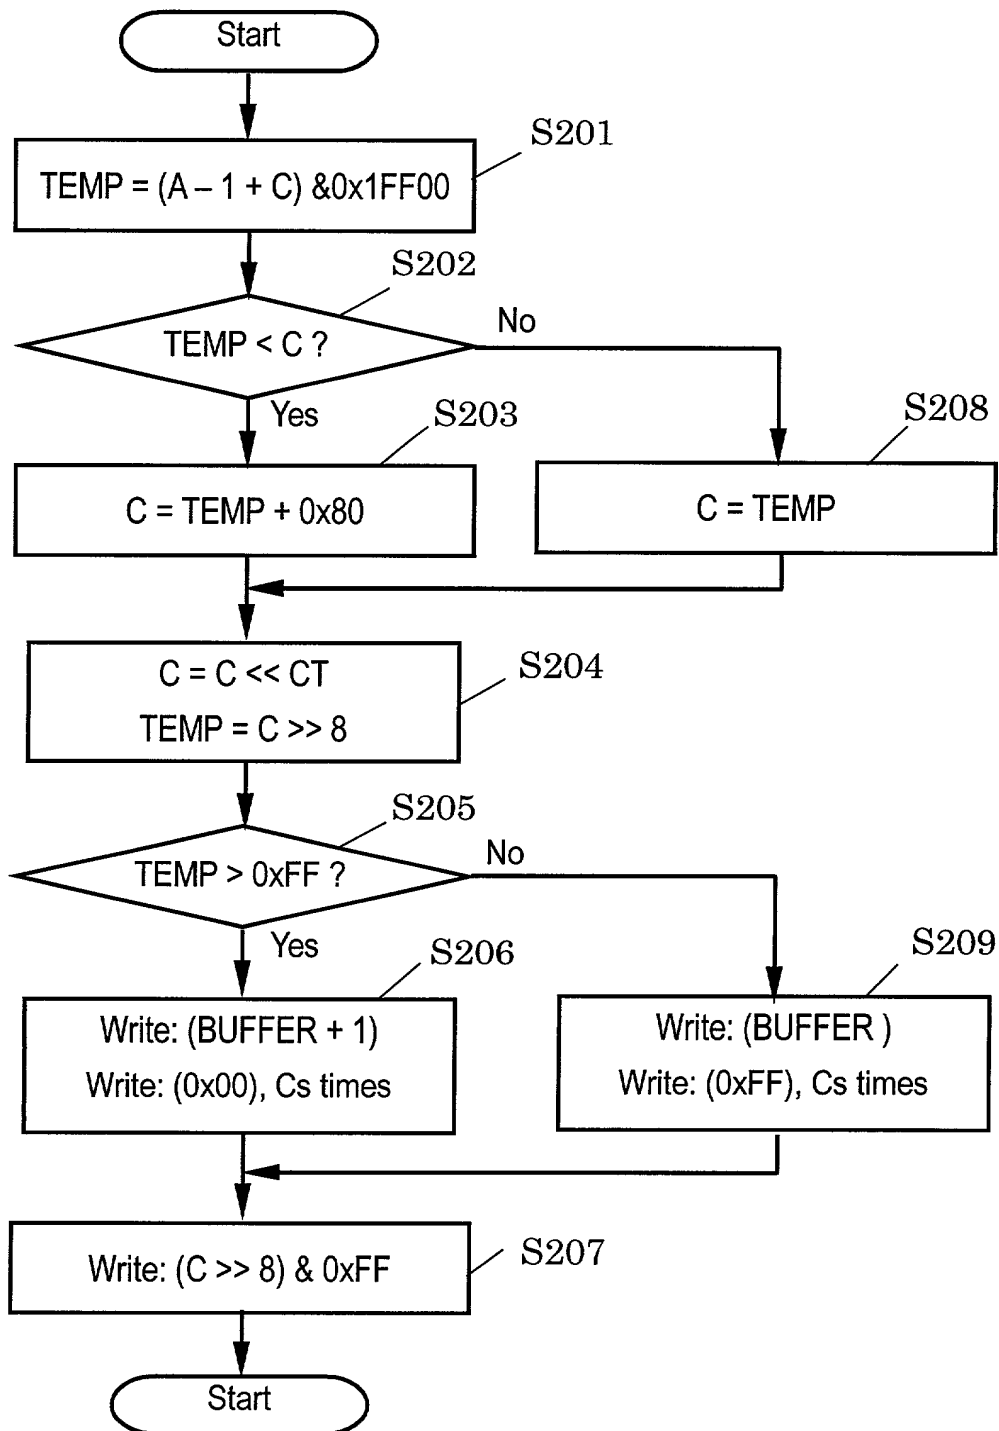 Start
S201
TEMP = (A – 1 + C) &0x1FF00
S202
TEMP < C ?
No
Yes
S203
C = TEMP + 0x80
S208
C = TEMP
S204
C = C << CT
TEMP = C >> 8
S205
TEMP > 0xFF ?
No
Yes
S206
Write: (BUFFER + 1)
Write: (0x00), Cs times
S209
Write: (BUFFER )
Write: (0xFF), Cs times
S207
Write: (C >> 8) & 0xFF
Start